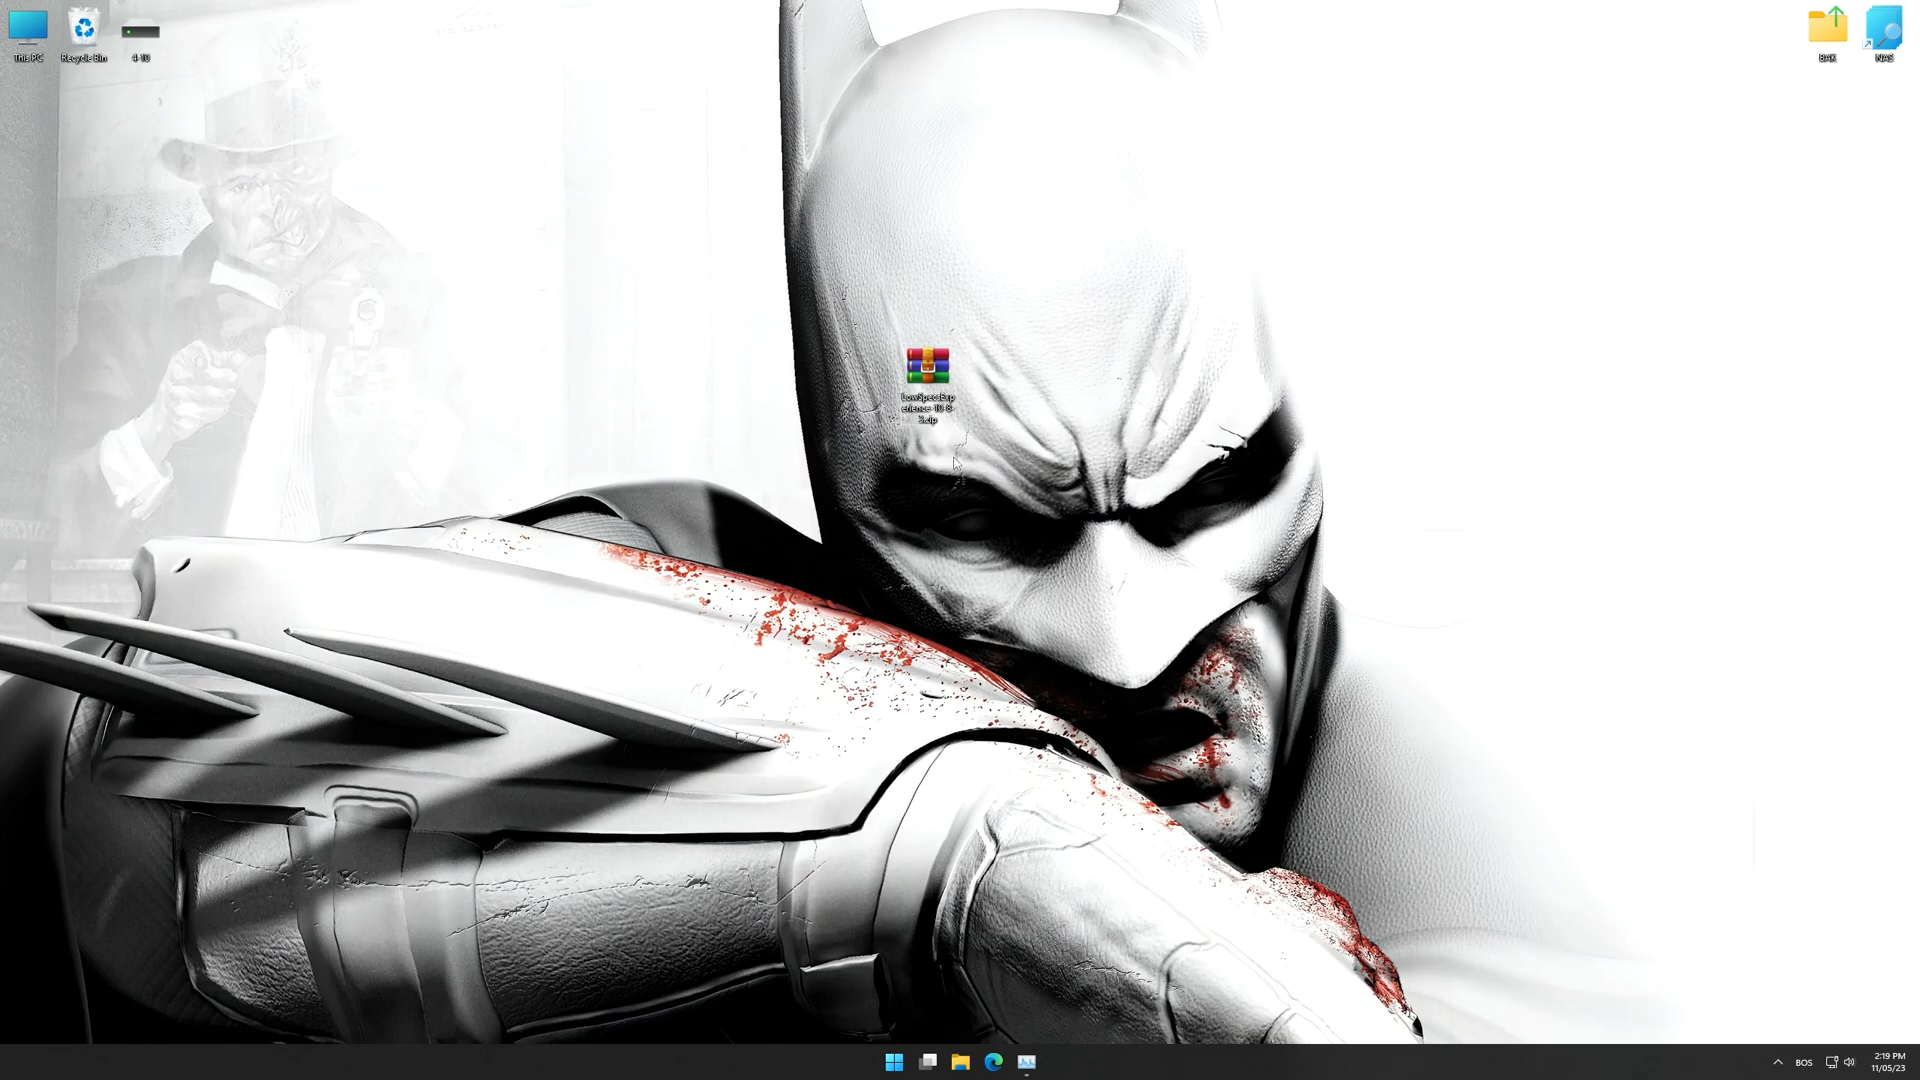 This PC
Recycle Bin
4-10
BAK
NAS
LowSpecsExp
erience-10-8-
3.zip
BOS
2:19 PM
11/05/23